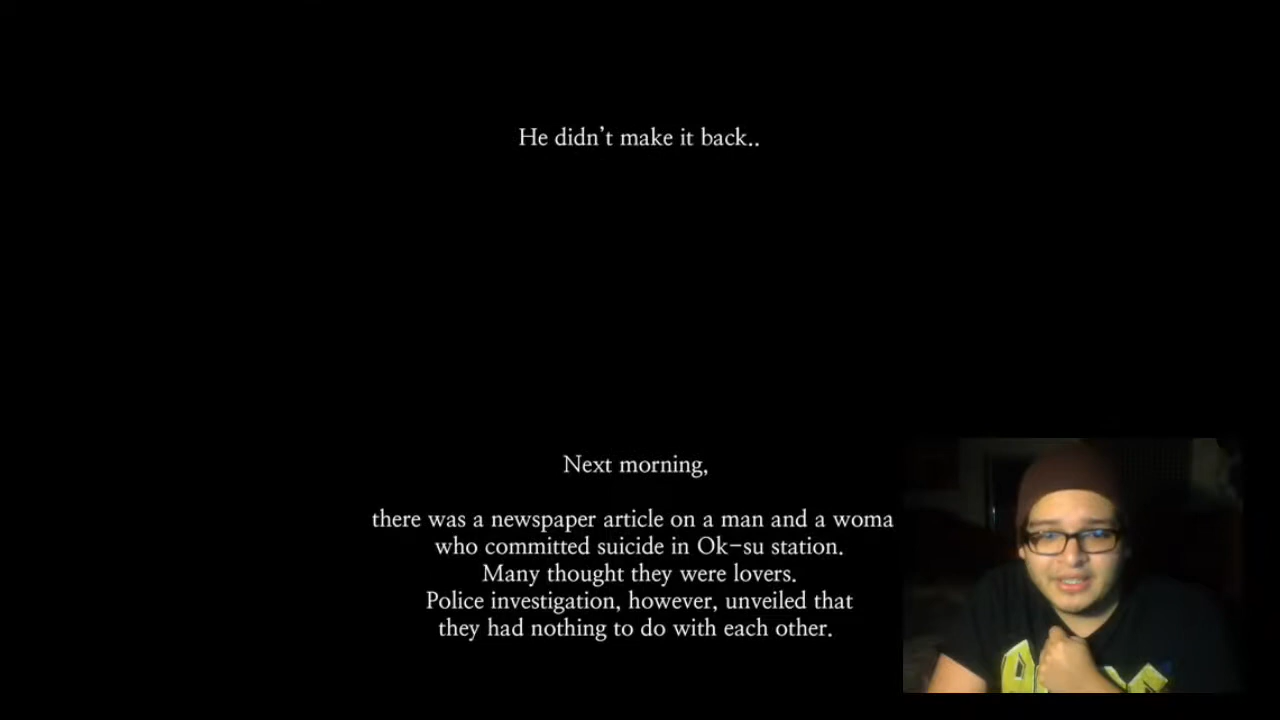 He didn't make it back..
Next morning,
there was a newspaper article on a man and a woma
who committed suicide in Ok-su station.
Many thought they were lovers.
Police investigation, however, unveiled that
they had nothing to do with each other.